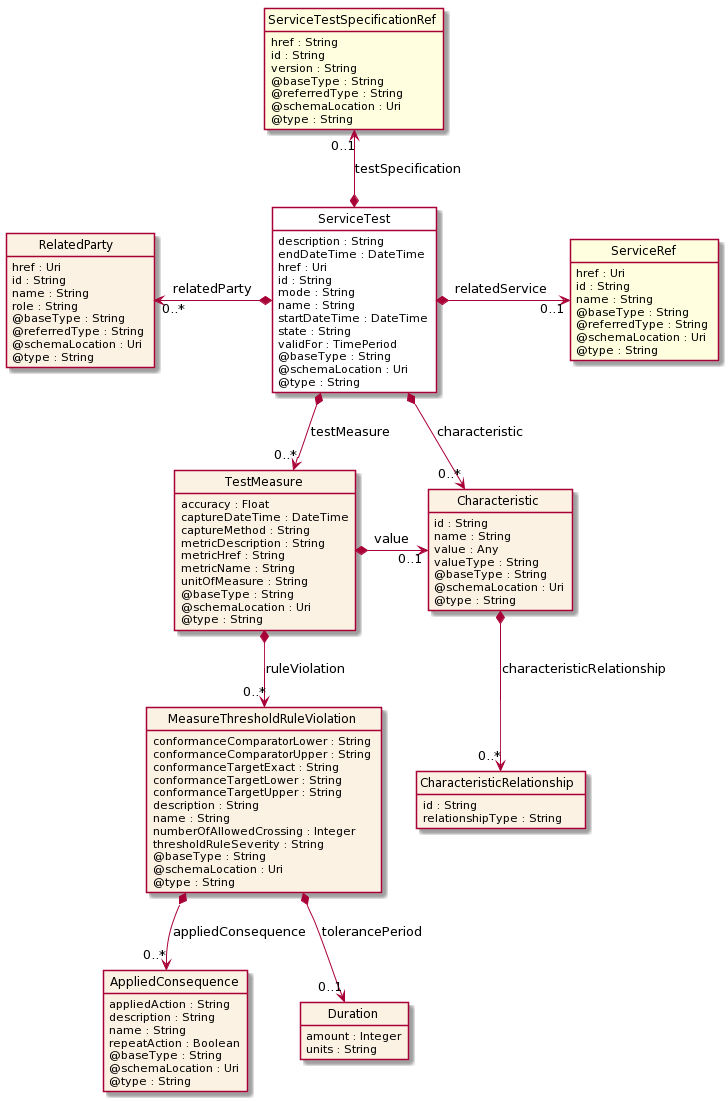 ServiceTestSpecificationRef
href : String
id : String
version : String
@baseType : String
@referredType : String
@schemaLocation : Uri
@type : String
0..1
testSpecification
ServiceTest
description : String
endDateTime : DateTime
href : Uri
id : String
mode : String
name : String
startDateTime : DateTime
state : String
validFor : TimePeriod
@baseType : String
@schemaLocation : Uri
@type : String
RelatedParty
href : Uri
id : String
name : String
role : String
@baseType : String
@referredType : String
@schemaLocation : Uri
@type : String
relatedParty
0..*
relatedService
0..1
ServiceRef
href : Uri
id : String
name : String
@baseType : String
@referredType : String
@schemaLocation : Uri
@type : String
testMeasure
0..*
characteristic
0..*
TestMeasure
accuracy : Float
captureDateTime : DateTime
captureMethod : String
metricDescription : String
metricHref : String
metricName : String
unitOfMeasure : String
@baseType : String
@schemaLocation : Uri
@type : String
value
0..1
Characteristic
id : String
name : String
value : Any
valueType : String
@baseType : String
@schemaLocation : Uri
@type : String
ruleViolation
0..*
characteristicRelationship
0..*
MeasureThresholdRuleViolation
conformanceComparatorLower : String
conformanceComparatorUpper : String
conformanceTargetExact : String
conformanceTargetLower : String
conformanceTargetUpper : String
description : String
name : String
numberOfAllowedCrossing : Integer
thresholdRuleSeverity : String
@baseType : String
@schemaLocation : Uri
@type : String
CharacteristicRelationship
id : String
relationshipType : String
appliedConsequence
0..*
tolerancePeriod
0..1
AppliedConsequence
appliedAction : String
description : String
name : String
repeatAction : Boolean
@baseType : String
@schemaLocation : Uri
@type : String
Duration
amount : Integer
units : String